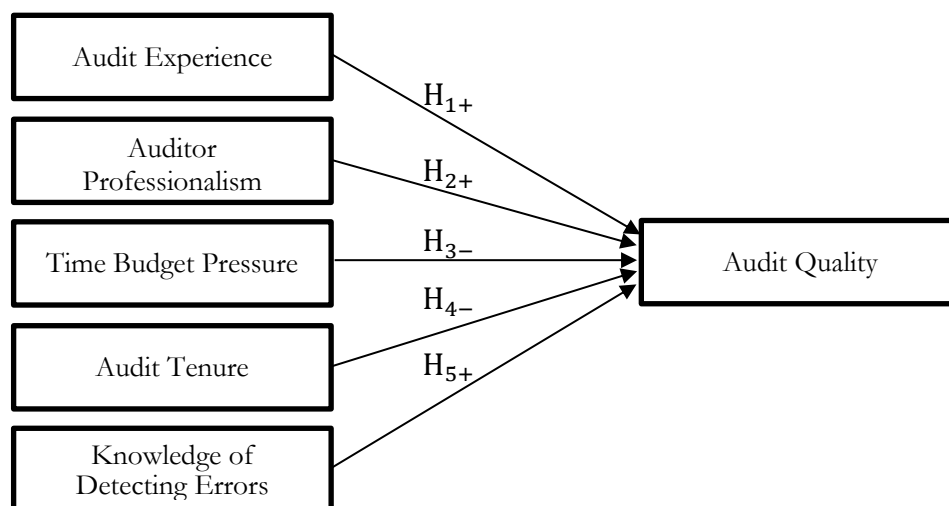 Audit Experience
H₁₊
Auditor
Professionalism
H₂₊
Time Budget Pressure
H₃₋
Audit Quality
H₄₋
Audit Tenure
H₅₊
Knowledge of
Detecting Errors